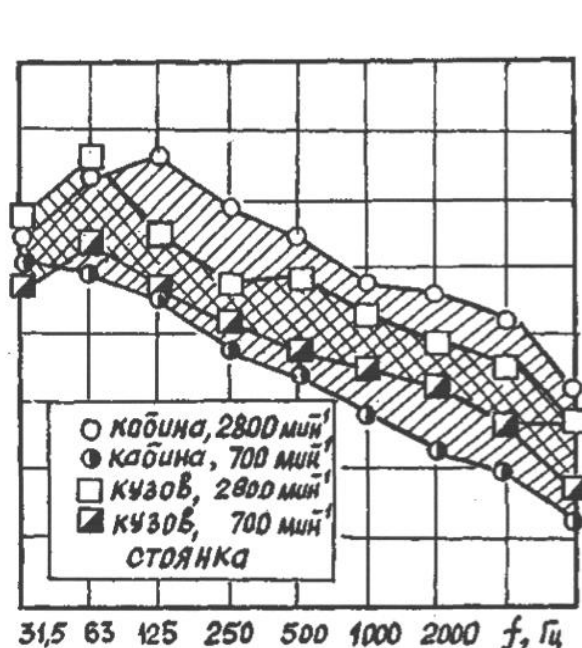 кабина, 2800 мин⁻¹
кабина, 700 мин⁻¹
кузов, 2800 мин⁻¹
кузов, 700 мин⁻¹
стоянка
31,5 63 125 250 500 1000 2000 f, Гц